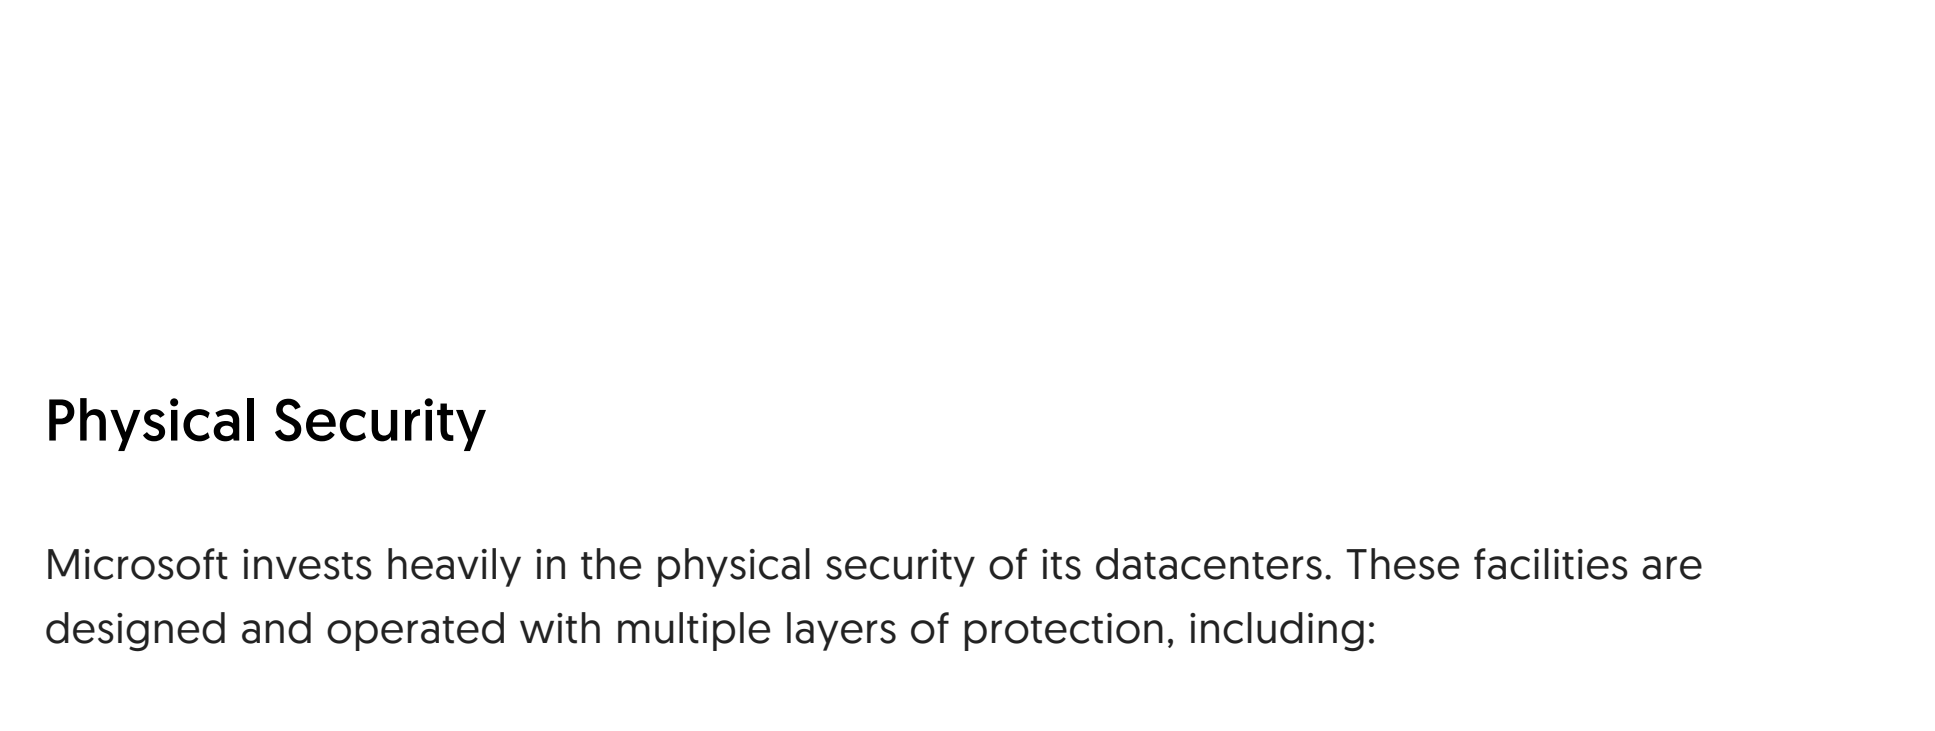 Physical Security
Microsoft invests heavily in the physical security of its datacenters. These facilities are
designed and operated with multiple layers of protection, including: